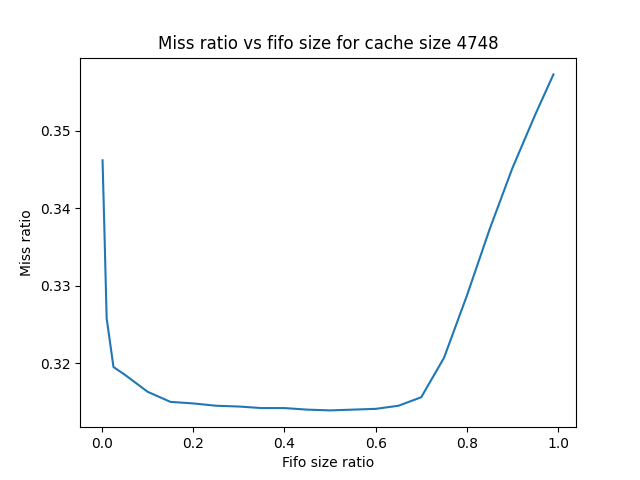 Miss ratio vs fifo size for cache size 4748
0.35
0.34
0.33
0.32
Miss ratio
0.0 0.2 0.4 0.6 0.8 1.0
Fifo size ratio